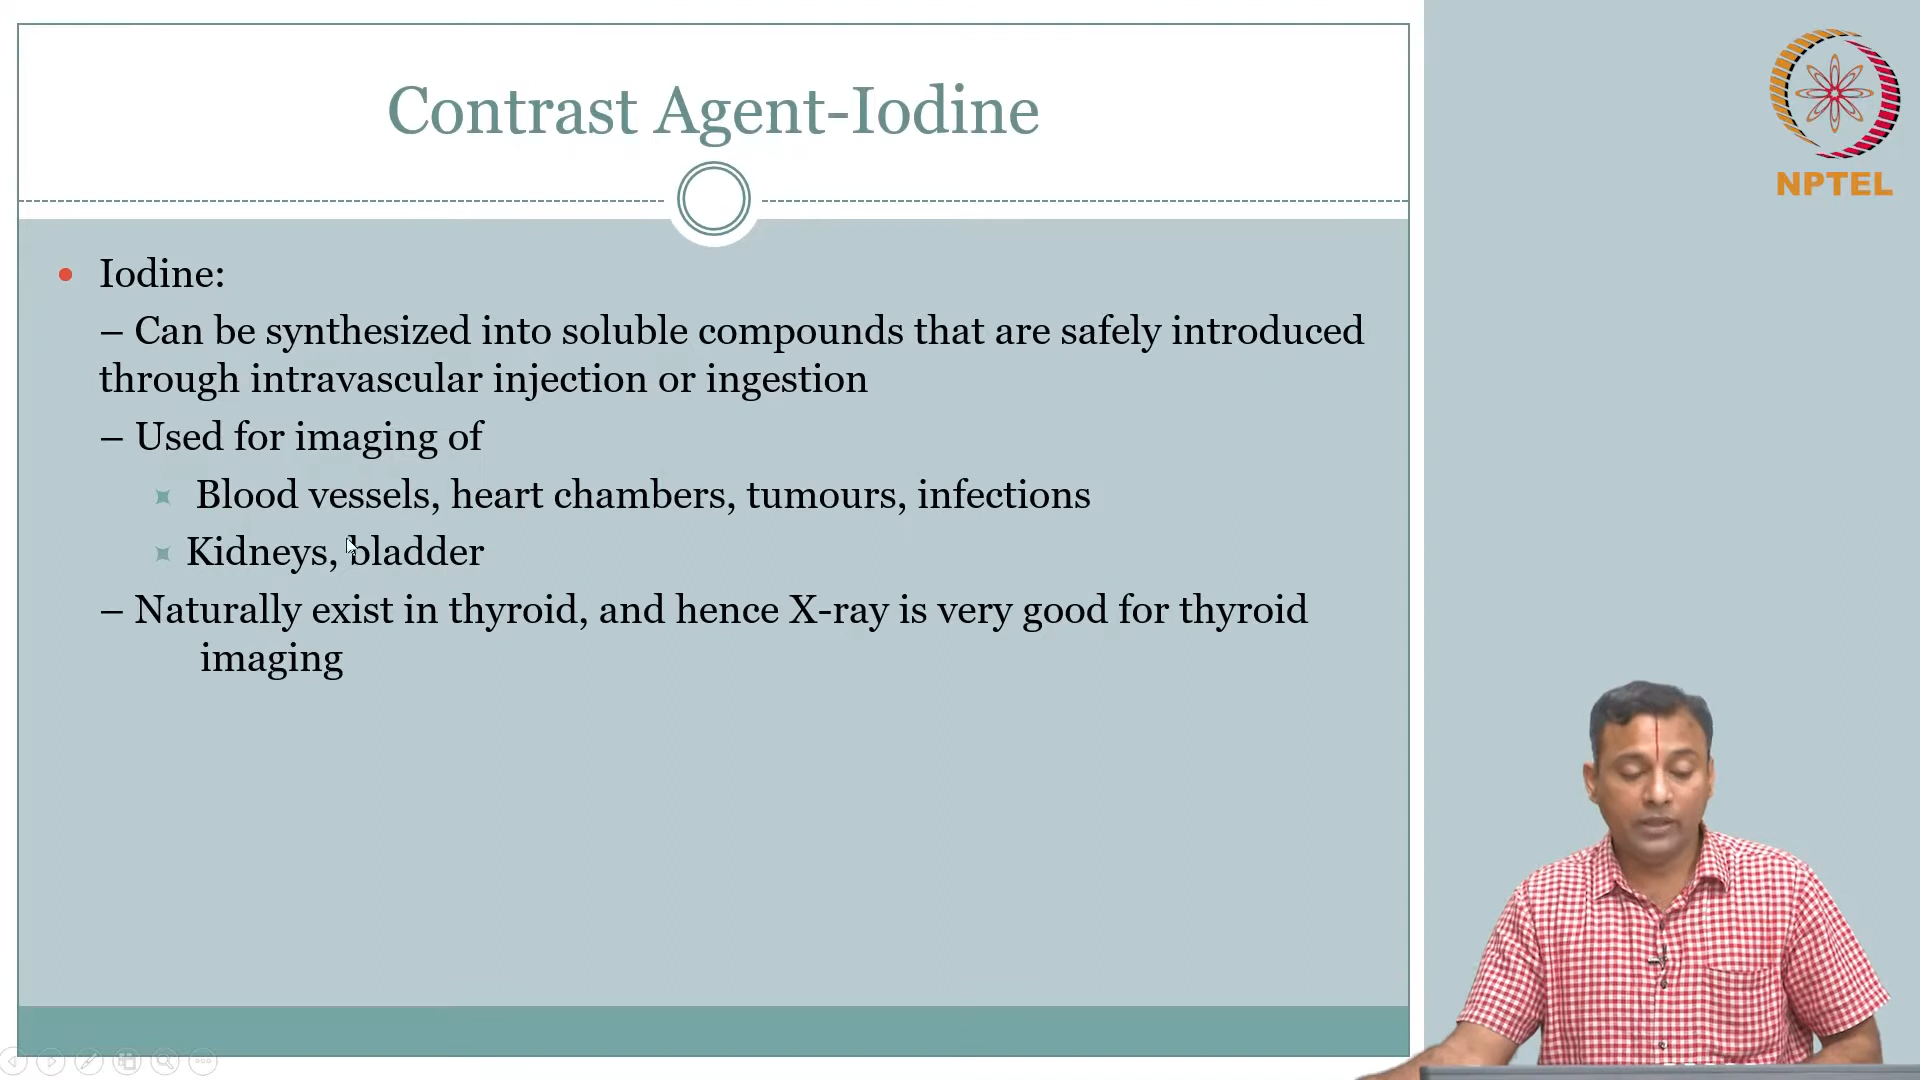 Contrast Agent-Iodine
NPTEL
• Iodine:
– Can be synthesized into soluble compounds that are safely introduced
through intravascular injection or ingestion
– Used for imaging of
Blood vessels, heart chambers, tumours, infections
Kidneys, bladder
– Naturally exist in thyroid, and hence X-ray is very good for thyroid
imaging